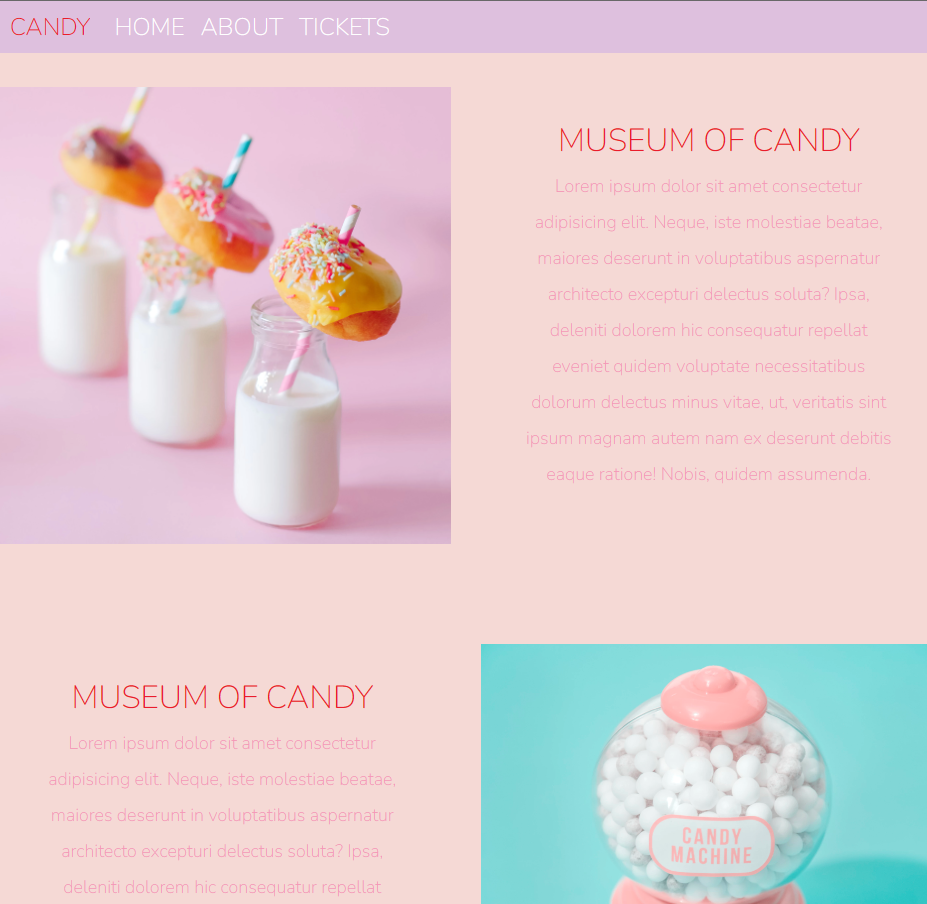 CANDY HOME ABOUT TICKETS
MUSEUM OF CANDY
Lorem ipsum dolor sit amet consectetur
adipisicing elit. Neque, iste molestiae beatae,
maiores deserunt in voluptatibus aspernatur
architecto excepturi delectus soluta? Ipsa,
deleniti dolorem hic consequatur repellat
eveniet quidem voluptate necessitatibus
dolorum delectus minus vitae, ut, veritatis sint
ipsum magnam autem nam ex deserunt debitis
eaque ratione! Nobis, quidem assumenda.
MUSEUM OF CANDY
Lorem ipsum dolor sit amet consectetur
adipisicing elit. Neque, iste molestiae beatae,
maiores deserunt in voluptatibus aspernatur
architecto excepturi delectus soluta? Ipsa,
deleniti dolorem hic consequatur repellat
CANDY
MACHINE